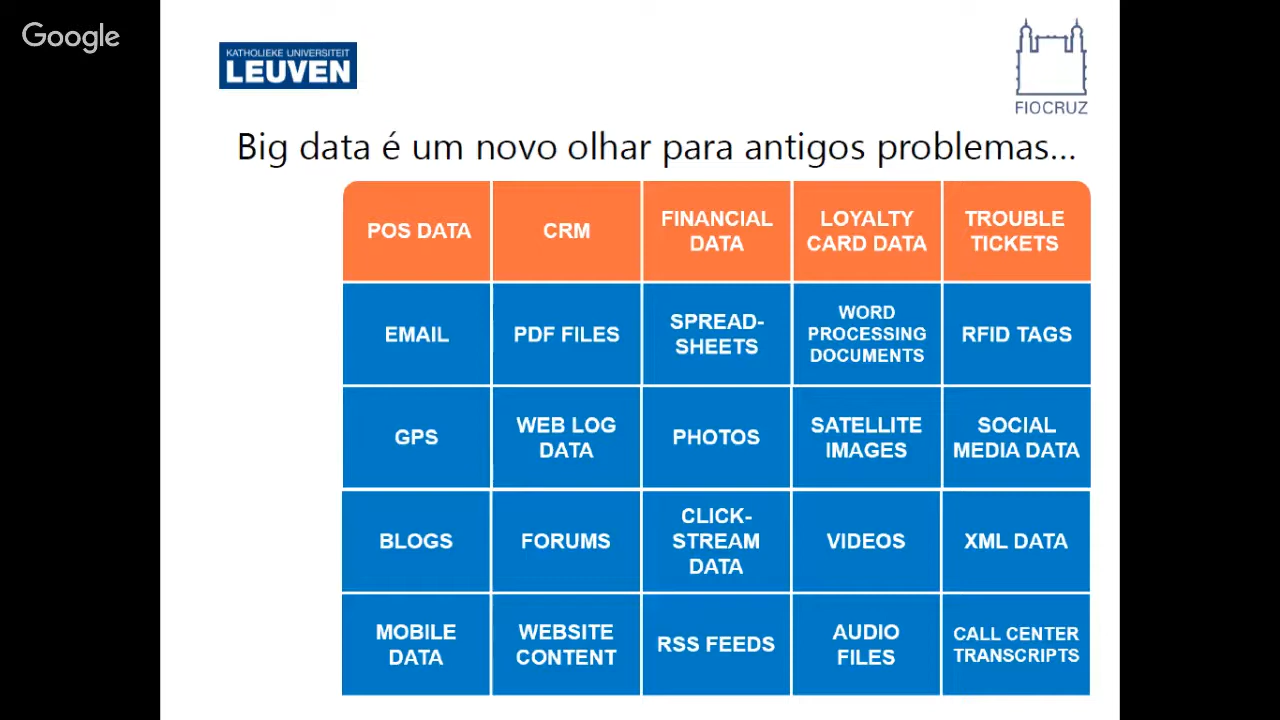 Google
KATHOLIEKE UNIVERSITEIT
LEUVEN
FIOCRUZ
Big data é um novo olhar para antigos problemas...
POS DATA
CRM
FINANCIAL
DATA
LOYALTY
CARD DATA
TROUBLE
TICKETS
EMAIL
PDF FILES
SPREAD-
SHEETS
WORD
PROCESSING
DOCUMENTS
RFID TAGS
GPS
WEB LOG
DATA
PHOTOS
SATELLITE
IMAGES
SOCIAL
MEDIA DATA
BLOGS
FORUMS
CLICK-
STREAM
DATA
VIDEOS
XML DATA
MOBILE
DATA
WEBSITE
CONTENT
RSS FEEDS
AUDIO
FILES
CALL CENTER
TRANSCRIPTS